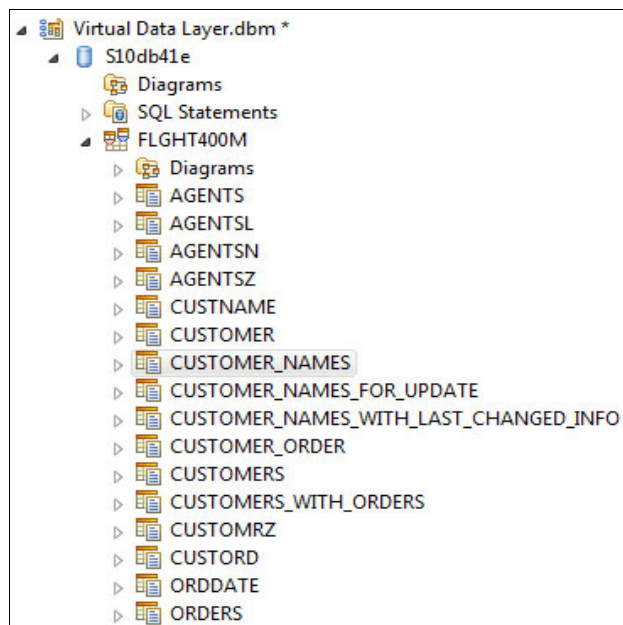 Virtual Data Layer.dbm *
S10db41e
Diagrams
SQL Statements
FLGHT400M
Diagrams
AGENTS
AGENTSL
AGENTSN
AGENTSZ
CUSTNAME
CUSTOMER
CUSTOMER_NAMES
CUSTOMER_NAMES_FOR_UPDATE
CUSTOMER_NAMES_WITH_LAST_CHANGED_INFO
CUSTOMER_ORDER
CUSTOMERS
CUSTOMERS_WITH_ORDERS
CUSTOMRZ
CUSTORD
ORDDATE
ORDERS